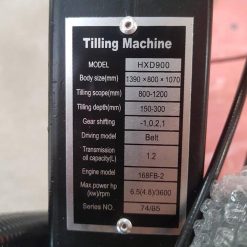 Tilling Machine
MODEL HXD900
Body size(mm) 1390×800×1070
Tilling scope(mm) 800-1200
Tilling depth(mm) 150-300
Gear shifting -1,0,2,1
Driving model Belt
Transmission
oil capacity(L) 1.2
Engine model 168FB-2
Max power hp
(kw)/rpm 6.5(4.8)/3600
Series NO. 74/85